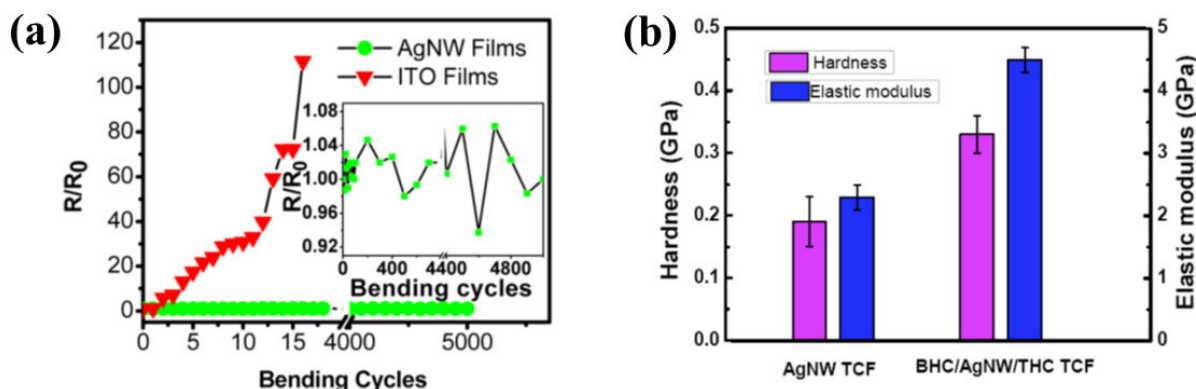 (a)
AgNW Films
ITO Films
R/R0
120
100
80
60
40
20
0
0 5 10 15 4000 5000
Bending Cycles
R/R0
1.08
1.04
1.00
0.96
0.92
0 400 4400 4800
Bending cycles
(b)
Hardness
Elastic modulus
Hardness (GPa)
0.5
0.4
0.3
0.2
0.1
0.0
AgNW TCF BHC/AgNW/THC TCF
5
4
3
2
1
0
Elastic modulus (GPa)